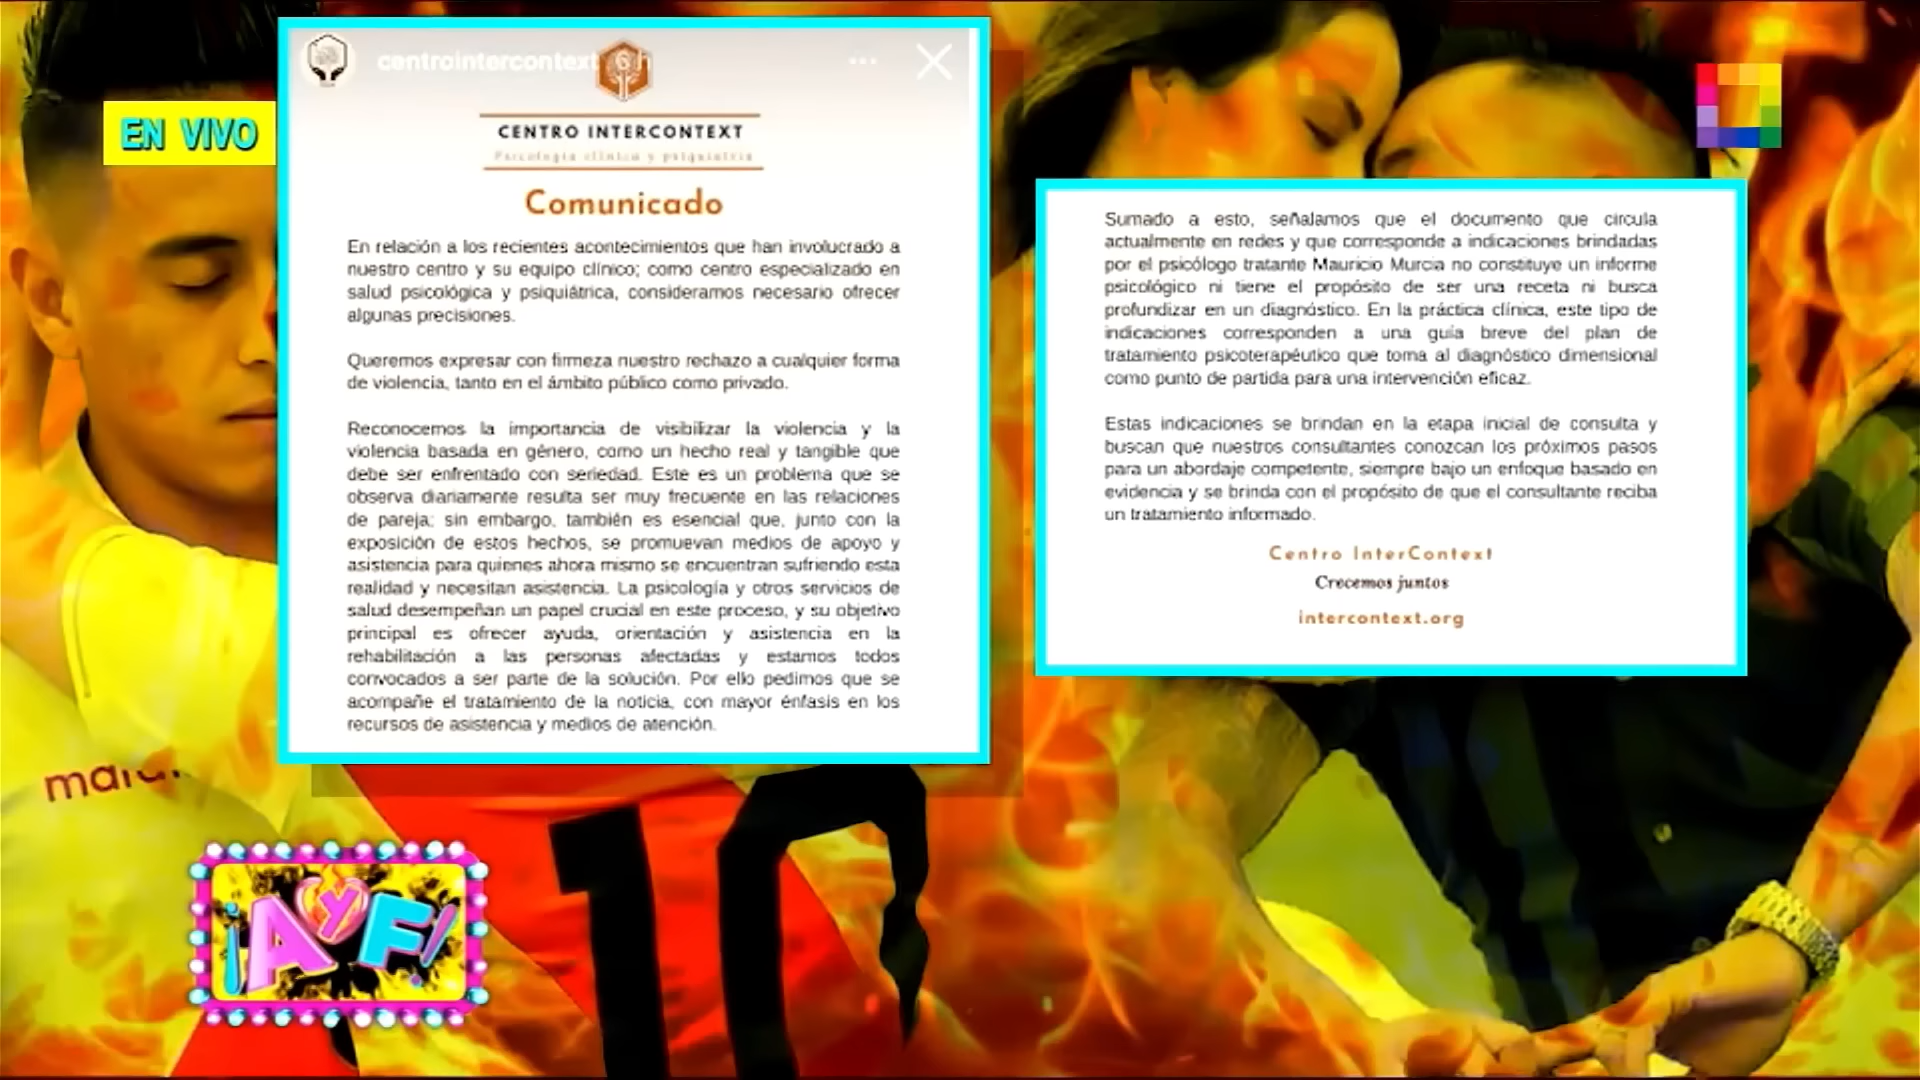 EN VIVO
centrointercontext
CENTRO INTERCONTEXT
Psicología clínica y psiquiatría
Comunicado
En relación a los recientes acontecimientos que han involucrado a
nuestro centro y su equipo clínico; como centro especializado en
salud psicológica y psiquiátrica, consideramos necesario ofrecer
algunas precisiones.
Queremos expresar con firmeza nuestro rechazo a cualquier forma
de violencia, tanto en el ámbito público como privado.
Reconocemos la importancia de visibilizar la violencia y la
violencia basada en género, como un hecho real y tangible que
debe ser enfrentado con seriedad. Este es un problema que se
observa diariamente resulta ser muy frecuente en las relaciones
de pareja; sin embargo, también es esencial que, junto con la
exposición de estos hechos, se promuevan medios de apoyo y
asistencia para quienes ahora mismo se encuentran sufriendo esta
realidad y necesitan asistencia. La psicología y otros servicios de
salud desempeñan un papel crucial en este proceso, y su objetivo
principal es ofrecer ayuda, orientación y asistencia en la
rehabilitación a las personas afectadas y estamos todos
convocados a ser parte de la solución. Por ello pedimos que se
acompañe el tratamiento de la noticia, con mayor énfasis en los
recursos de asistencia y medios de atención.
Sumado a esto, señalamos que el documento que circula
actualmente en redes y que corresponde a indicaciones brindadas
por el psicólogo tratante Mauricio Murcia no constituye un informe
psicológico ni tiene el propósito de ser una receta ni busca
profundizar en un diagnóstico. En la práctica clínica, este tipo de
indicaciones corresponden a una guía breve del plan de
tratamiento psicoterapéutico que toma al diagnóstico dimensional
como punto de partida para una intervención eficaz.
Estas indicaciones se brindan en la etapa inicial de consulta y
buscan que nuestros consultantes conozcan los próximos pasos
para un abordaje competente, siempre bajo un enfoque basado en
evidencia y se brinda con el propósito de que el consultante reciba
un tratamiento informado.
Centro InterContext
Crecemos juntos
intercontext.org
10
¡AyF!